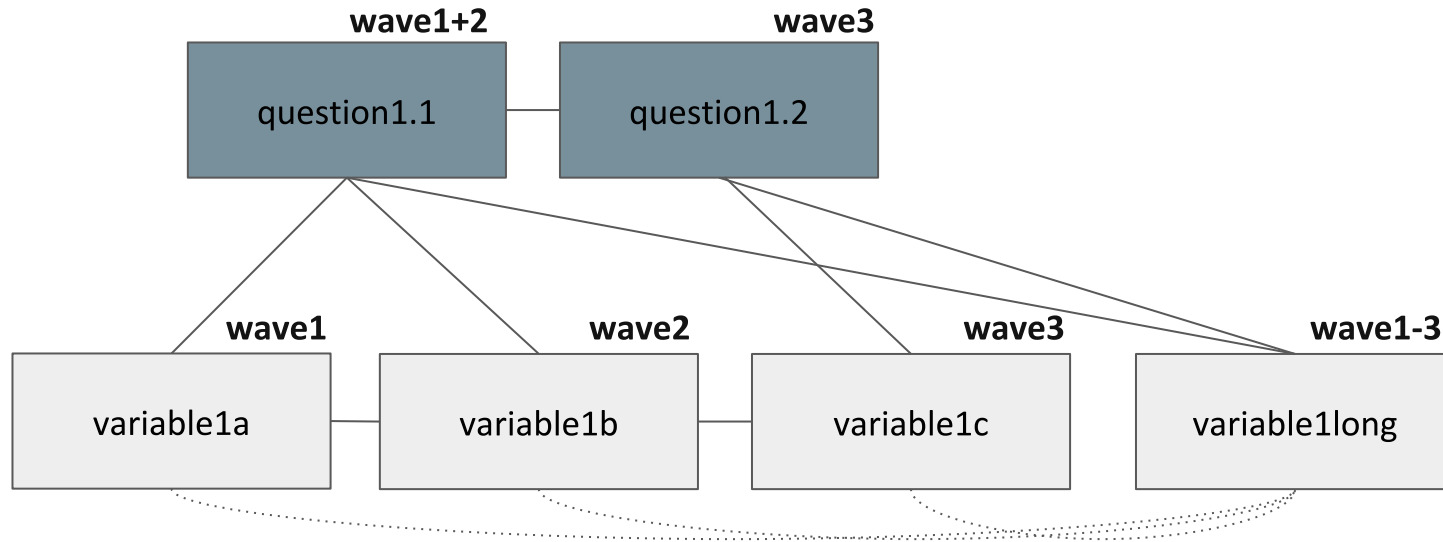 wave1+2
wave3
question1.1
question1.2
wave1
wave2
wave3
wave1-3
variable1a
variable1b
variable1c
variable1long